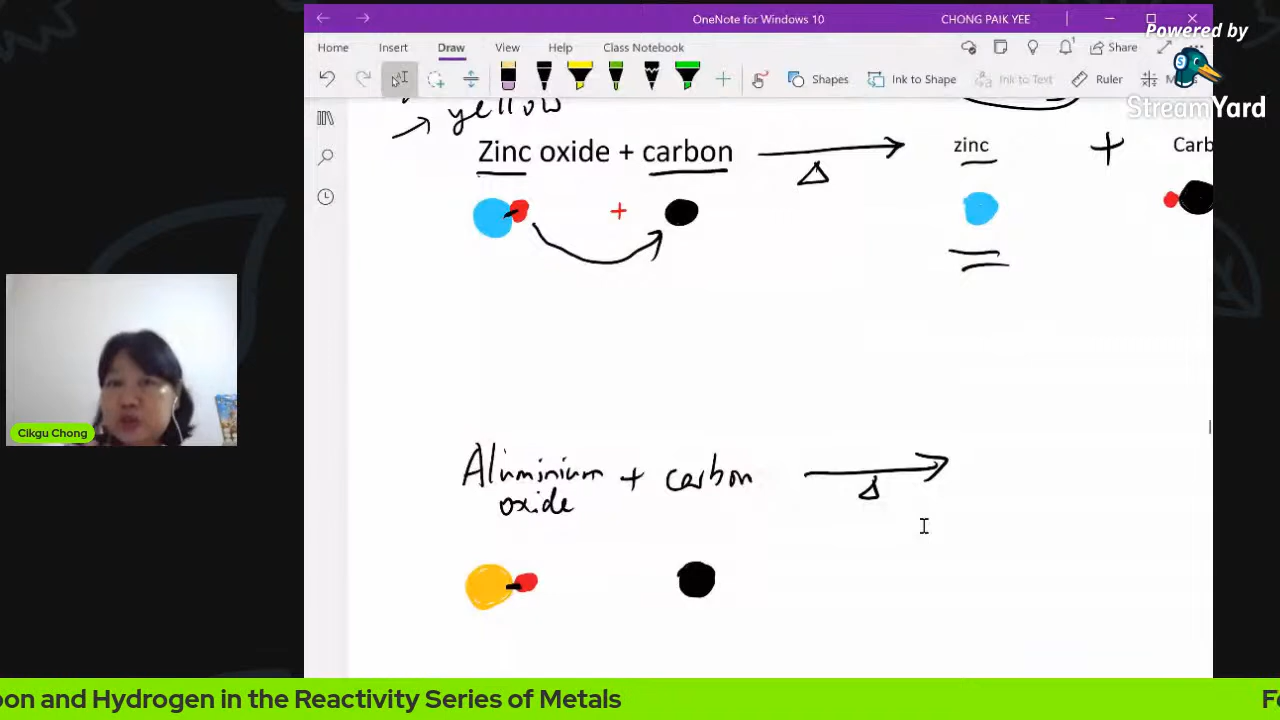 OneNote for Windows 10
CHONG PAIK YEE
Powered by
StreamYard
Home Insert Draw View Help Class Notebook
Share
Shapes
Ink to Shape
Ink to Text
Ruler
yellow
Zinc oxide + carbon
Δ
zinc
+
Carb
+
Aluminium + carbon
oxide
Δ
Cikgu Chong
oon and Hydrogen in the Reactivity Series of Metals
Fo